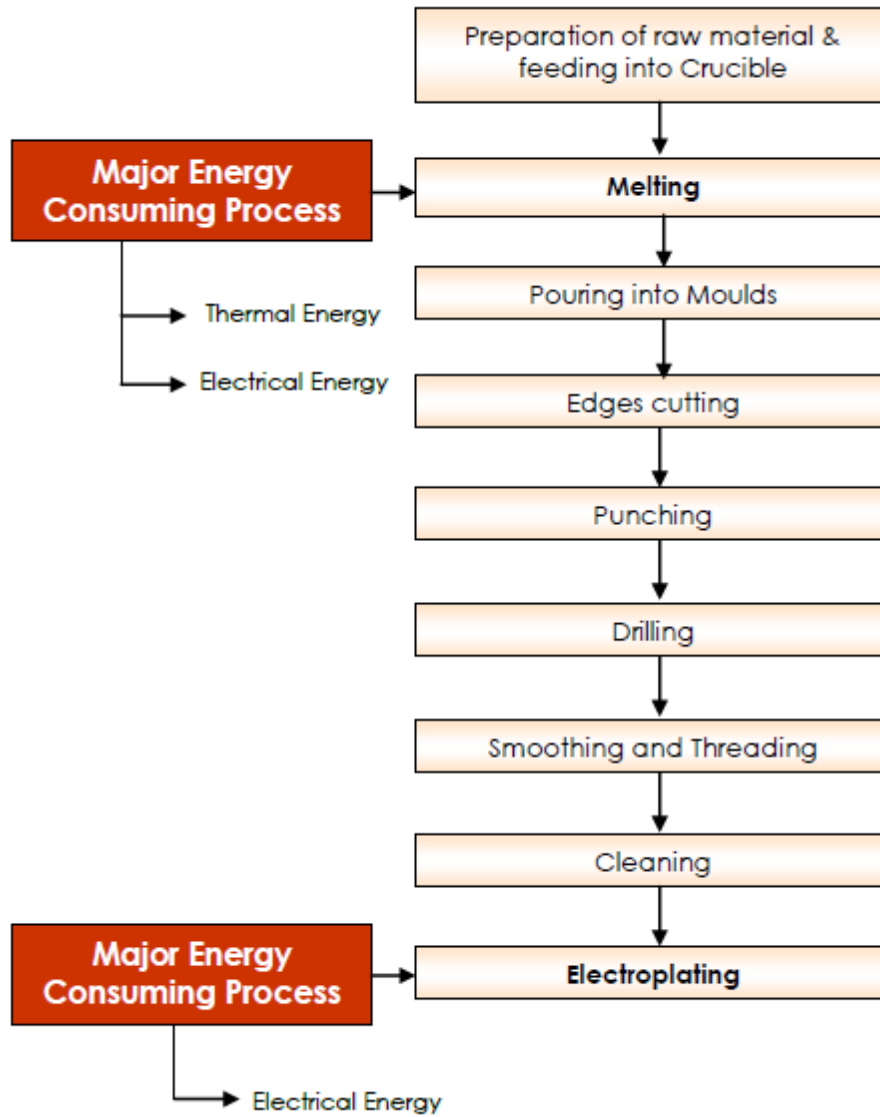 Preparation of raw material &
feeding into Crucible
Major Energy
Consuming Process
Melting
Thermal Energy
Electrical Energy
Pouring into Moulds
Edges cutting
Punching
Drilling
Smoothing and Threading
Cleaning
Major Energy
Consuming Process
Electroplating
Electrical Energy